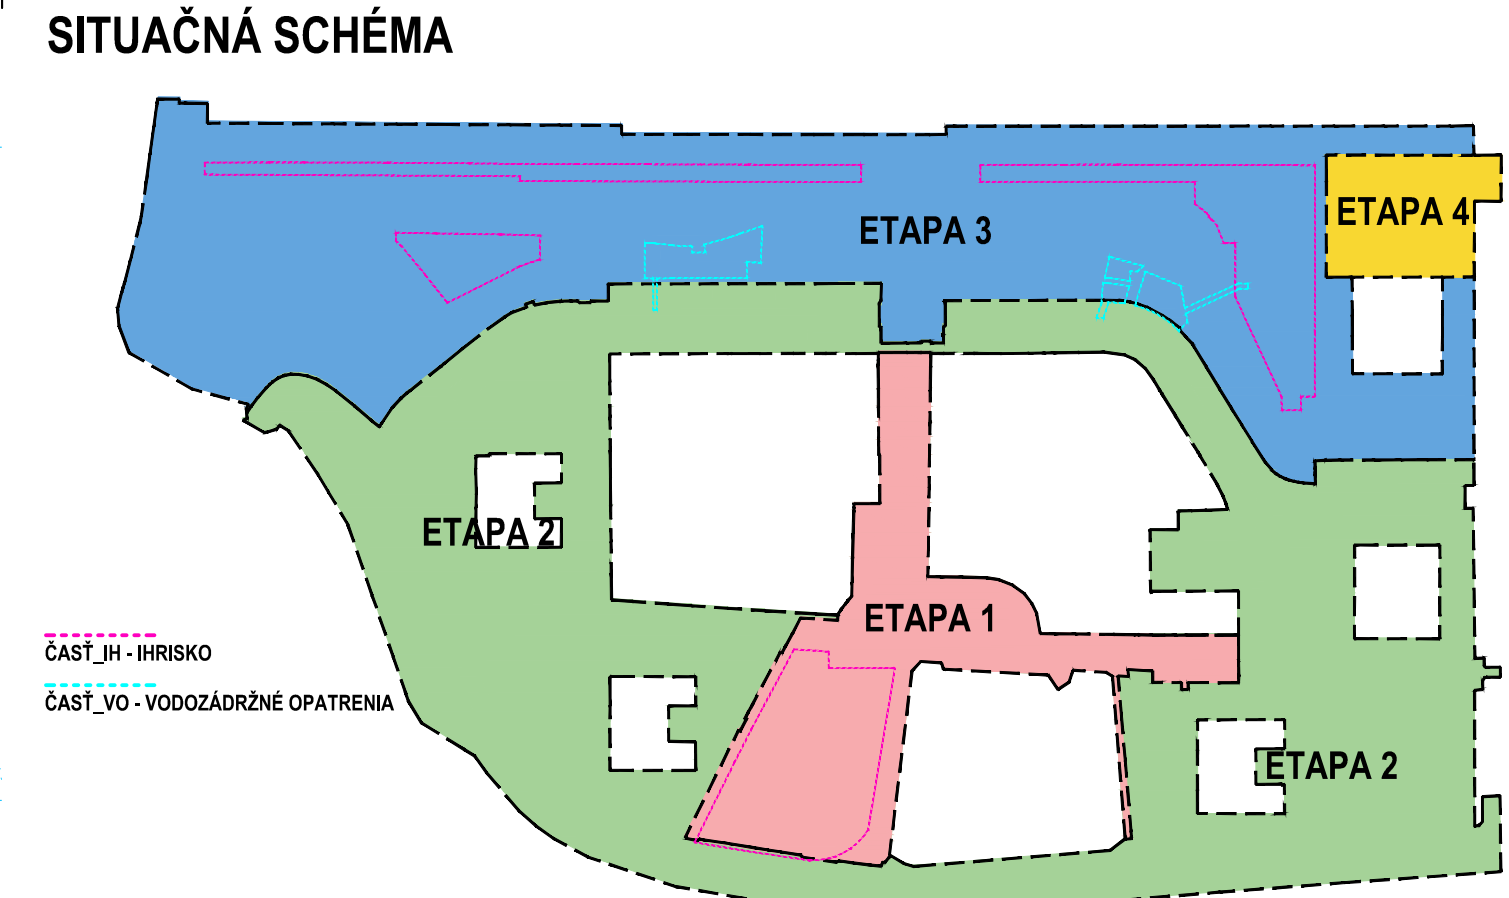 SITUAČNÁ SCHÉMA
ETAPA 4
ETAPA 3
ETAPA 2
ETAPA 1
ČASŤ_IH - IHRISKO
ČASŤ_VO - VODOZÁDRŽNÉ OPATRENIA
ETAPA 2